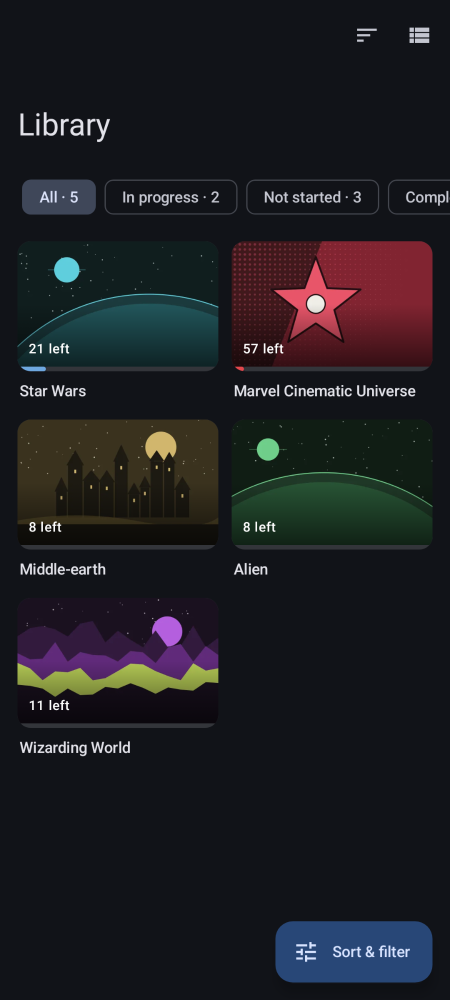 Library
All · 5
In progress · 2
Not started · 3
Compl
21 left
57 left
Star Wars
Marvel Cinematic Universe
8 left
8 left
Middle-earth
Alien
11 left
Wizarding World
Sort & filter